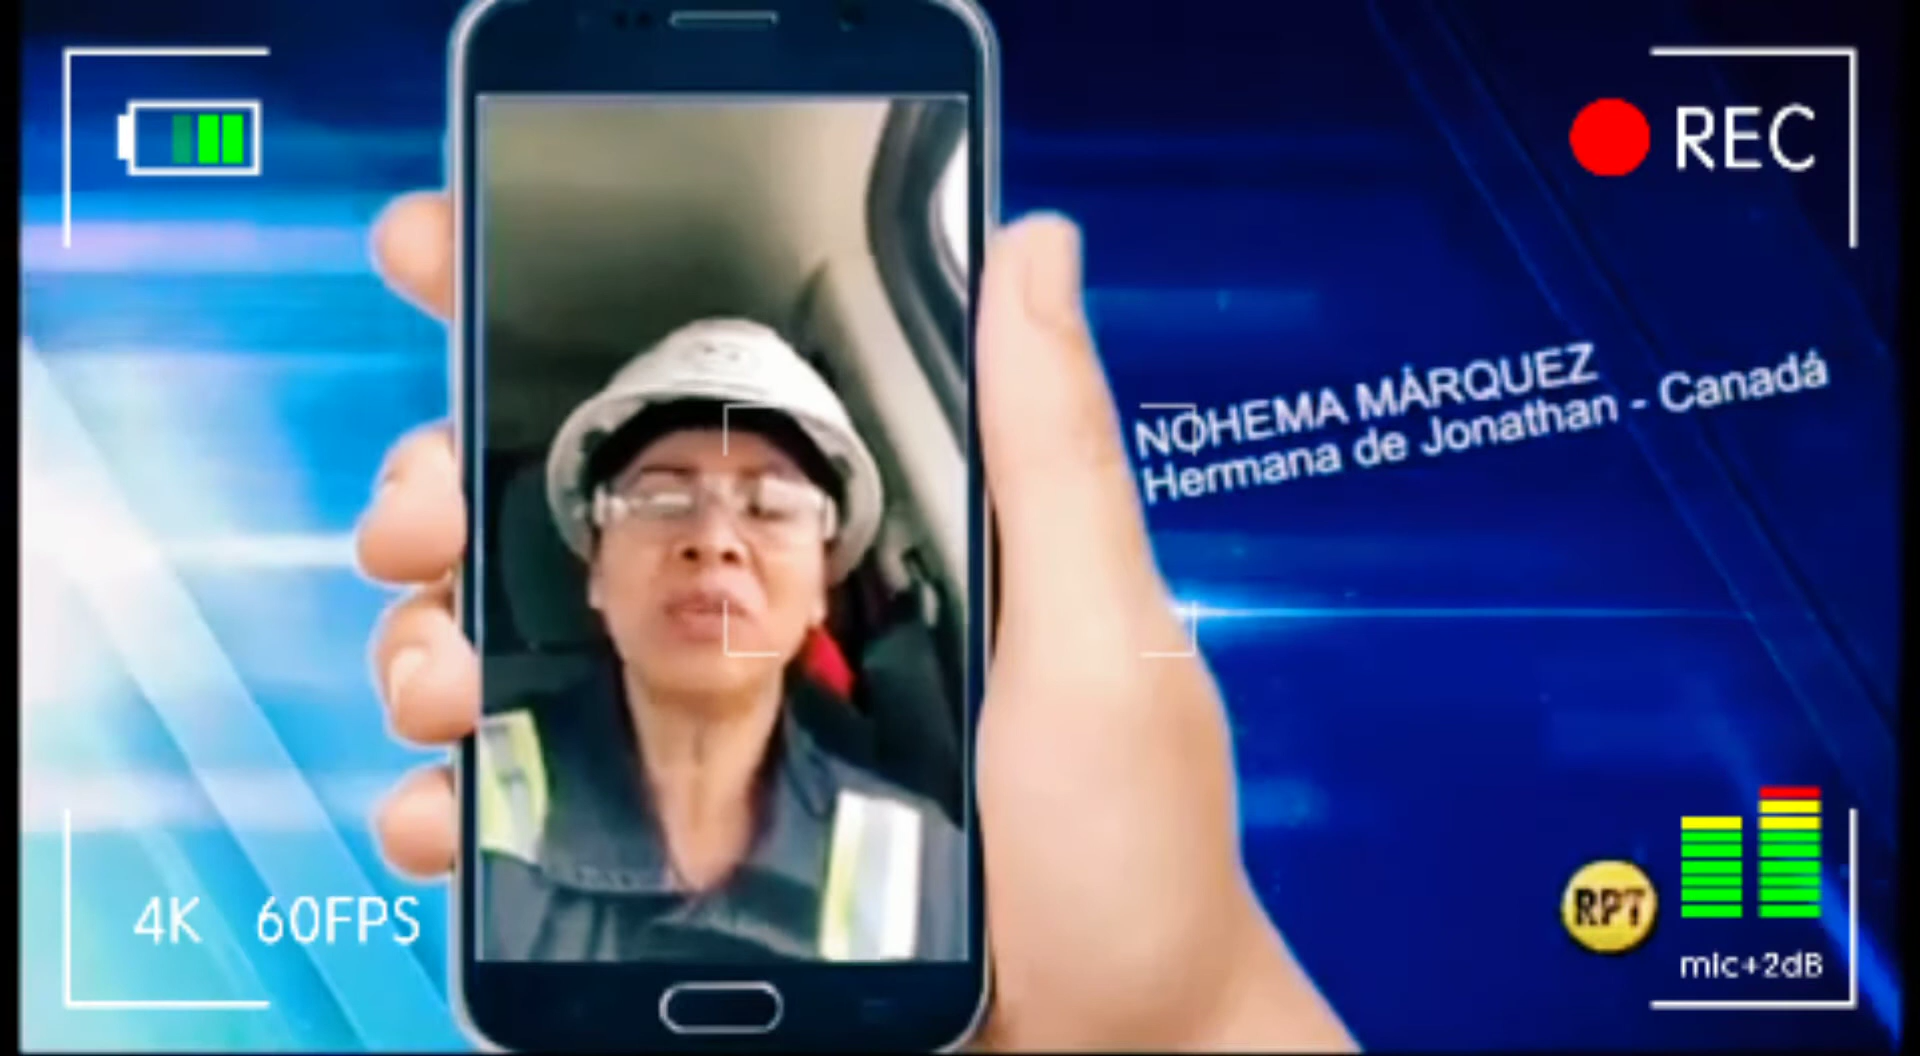 REC
NOHEMA MÁRQUEZ
Hermana de Jonathan - Canadá
4K 60FPS
RPT
mic+2dB